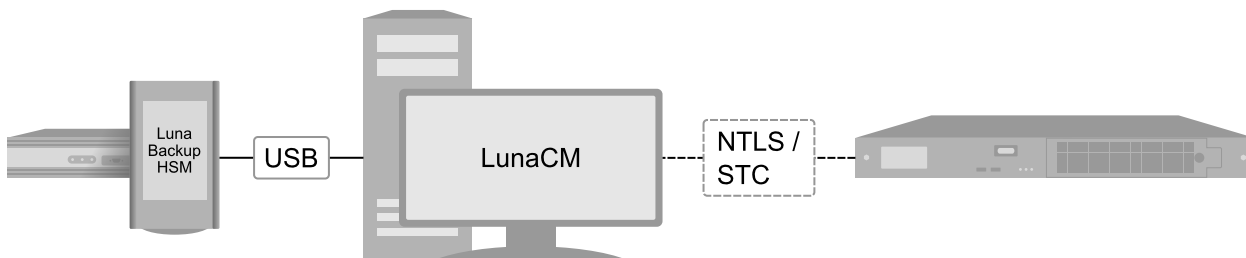 Luna
Backup
HSM
USB
LunaCM
NTLS /
STC